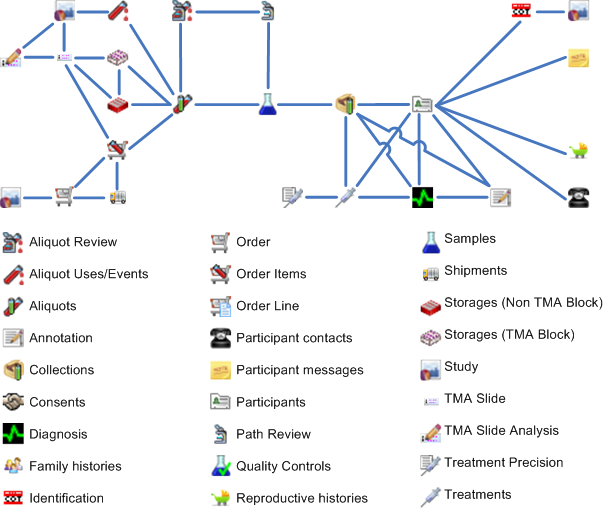 Aliquot Review
Aliquot Uses/Events
Aliquots
Annotation
Collections
Consents
Diagnosis
Family histories
Identification
Order
Order Items
Order Line
Participant contacts
Participant messages
Participants
Path Review
Quality Controls
Reproductive histories
Samples
Shipments
Storages (Non TMA Block)
Storages (TMA Block)
Study
TMA Slide
TMA Slide Analysis
Treatment Precision
Treatments